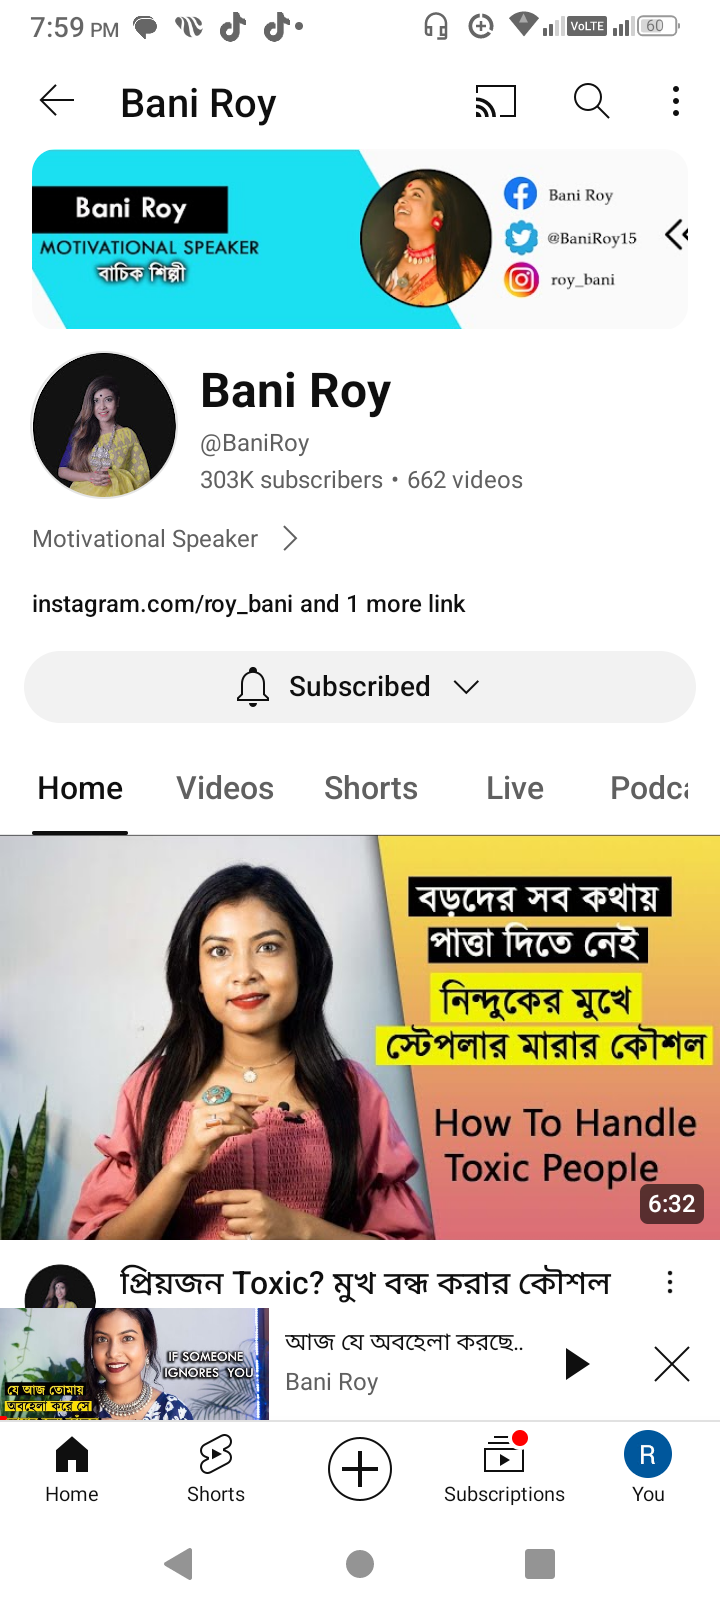 7:59 PM
VoLTE
60
Bani Roy
Bani Roy
MOTIVATIONAL SPEAKER
বাচিক শিল্পী
Bani Roy
@BaniRoy15
roy_bani
Bani Roy
@BaniRoy
303K subscribers • 662 videos
Motivational Speaker
instagram.com/roy_bani and 1 more link
Subscribed
Home Videos Shorts Live Podca
বড়দের সব কথায়
পাত্তা দিতে নেই
নিন্দুকের মুখে
স্টেপলার মারার কৌশল
How To Handle
Toxic People
6:32
প্রিয়জন Toxic? মুখ বন্ধ করার কৌশল
IF SOMEONE
IGNORES YOU
যে আজ তোমায়
অবহেলা করে সে
আজ যে অবহেলা করছে..
Bani Roy
Home Shorts Subscriptions You
R